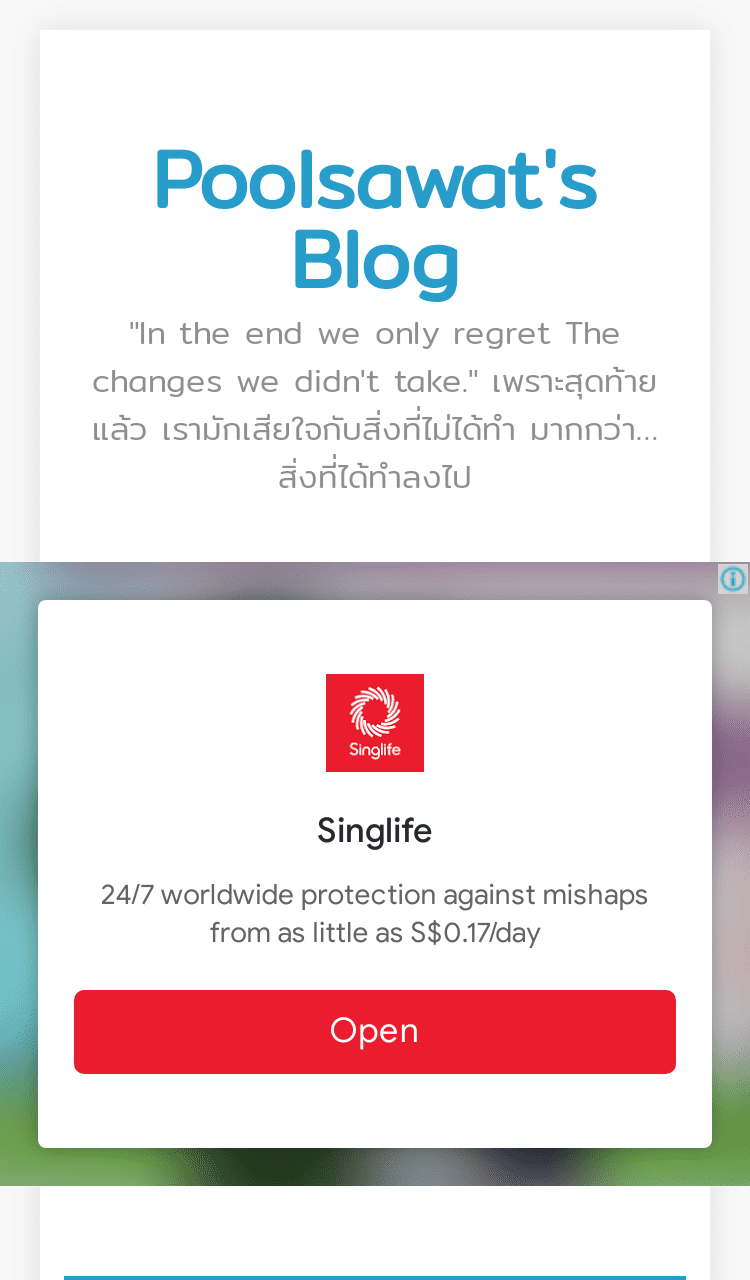 Poolsawat's
Blog
"In the end we only regret The
changes we didn't take." เพราะสุดท้าย
แล้ว เรามักเสียใจกับสิ่งที่ไม่ได้ทำ มากกว่า...
สิ่งที่ได้ทำลงไป
Singlife
Singlife
24/7 worldwide protection against mishaps
from as little as S$0.17/day
Open